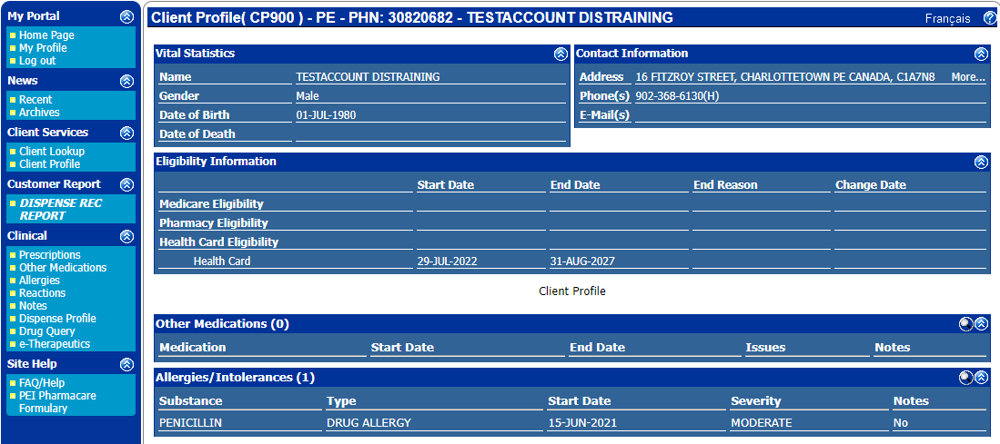 My Portal
Home Page
My Profile
Log out
News
Recent
Archives
Client Services
Client Lookup
Client Profile
Customer Report
DISPENSE REC
REPORT
Clinical
Prescriptions
Other Medications
Allergies
Reactions
Notes
Dispense Profile
Drug Query
e-Therapeutics
Site Help
FAQ/Help
PEI Pharmacare
Formulary
Client Profile( CP900 ) - PE - PHN: 30820682 - TESTACCOUNT DISTRAINING
Français ?
Vital Statistics
Name TESTACCOUNT DISTRAINING
Gender Male
Date of Birth 01-JUL-1980
Date of Death
Contact Information
Address 16 FITZROY STREET, CHARLOTTETOWN PE CANADA, C1A7N8 More...
Phone(s) 902-368-6130(H)
E-Mail(s)
Eligibility Information
Start Date End Date End Reason Change Date
Medicare Eligibility
Pharmacy Eligibility
Health Card Eligibility
Health Card 29-JUL-2022 31-AUG-2027
Client Profile
Other Medications (0)
Medication Start Date End Date Issues Notes
Allergies/Intolerances (1)
Substance Type Start Date Severity Notes
PENICILLIN DRUG ALLERGY 15-JUN-2021 MODERATE No